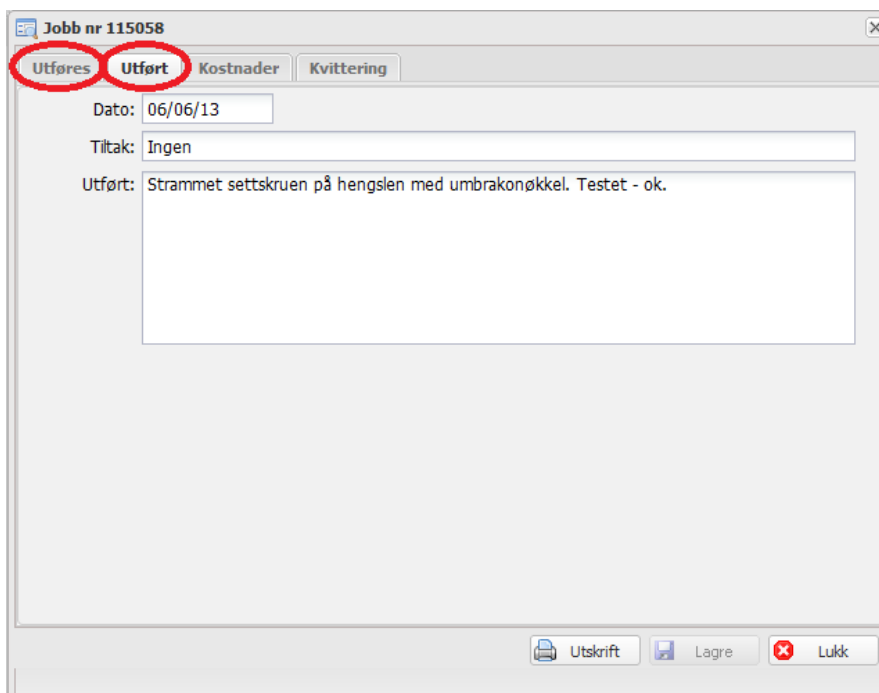 Jobb nr 115058
Utføres Utført Kostnader Kvittering
Dato: 06/06/13
Tiltak: Ingen
Utført: Strammet settskruen på hengslen med umbrakonøkkel. Testet - ok.
Utskrift Lagre Lukk